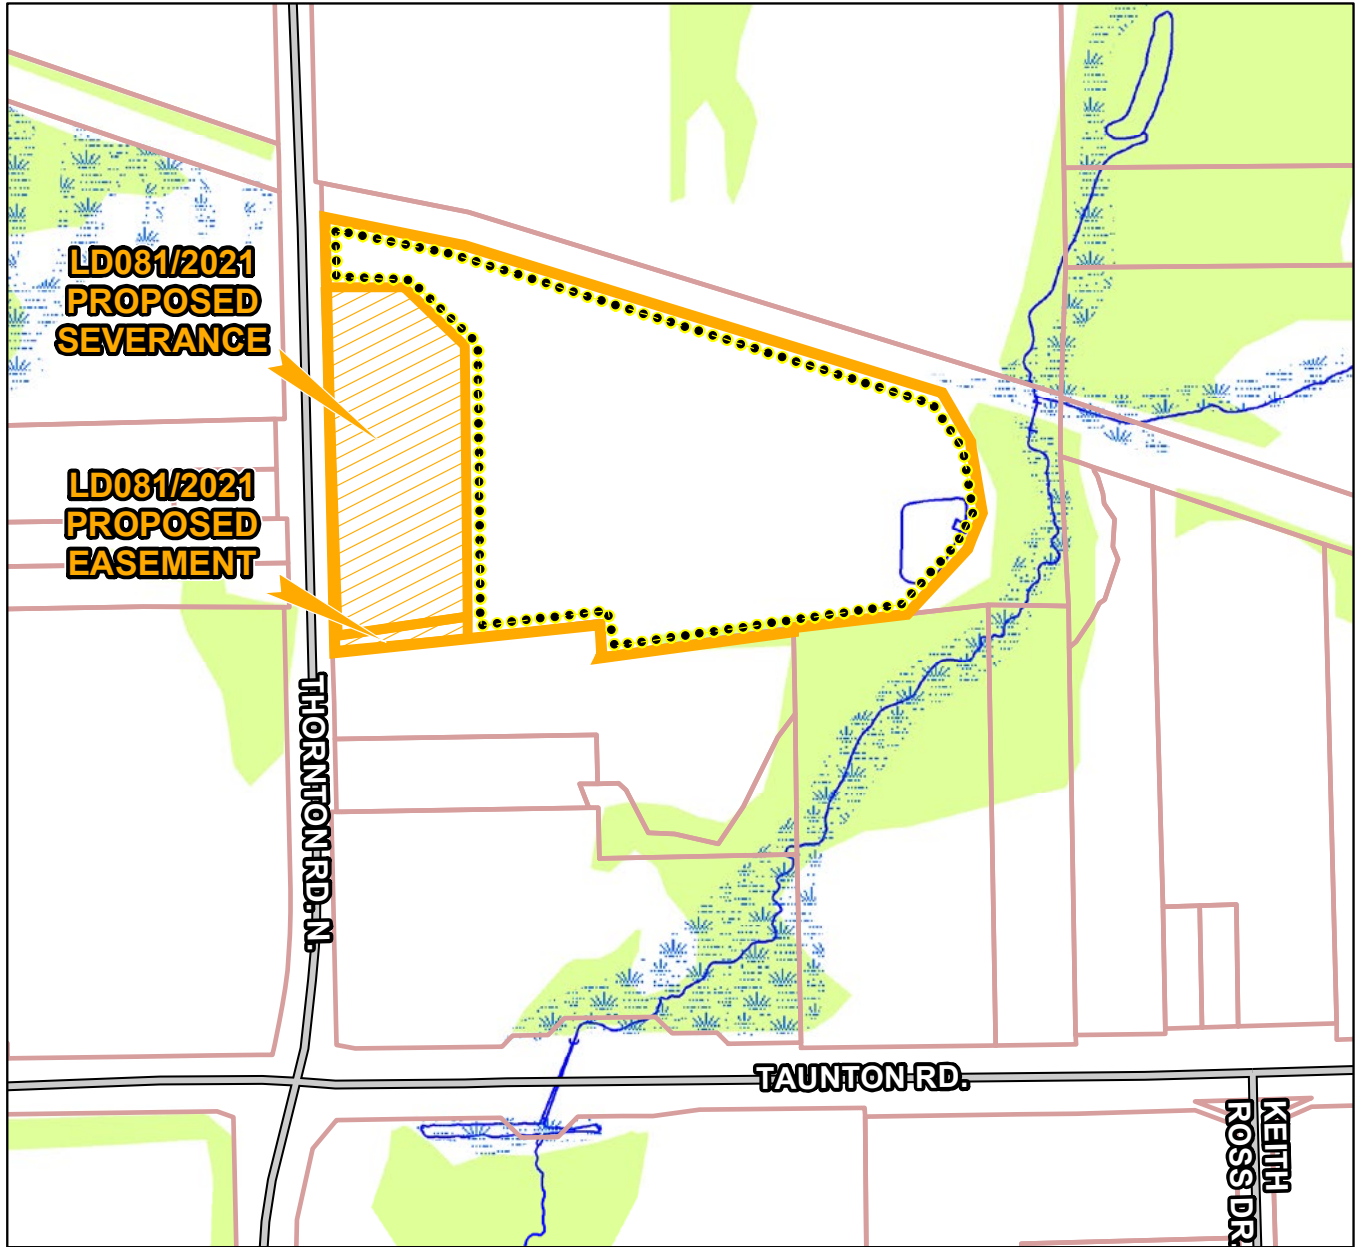 LD081/2021
PROPOSED
SEVERANCE
LD081/2021
PROPOSED
EASEMENT
THORNTON RD. N.
TAUNTON RD.
KEITH
ROSS DR.